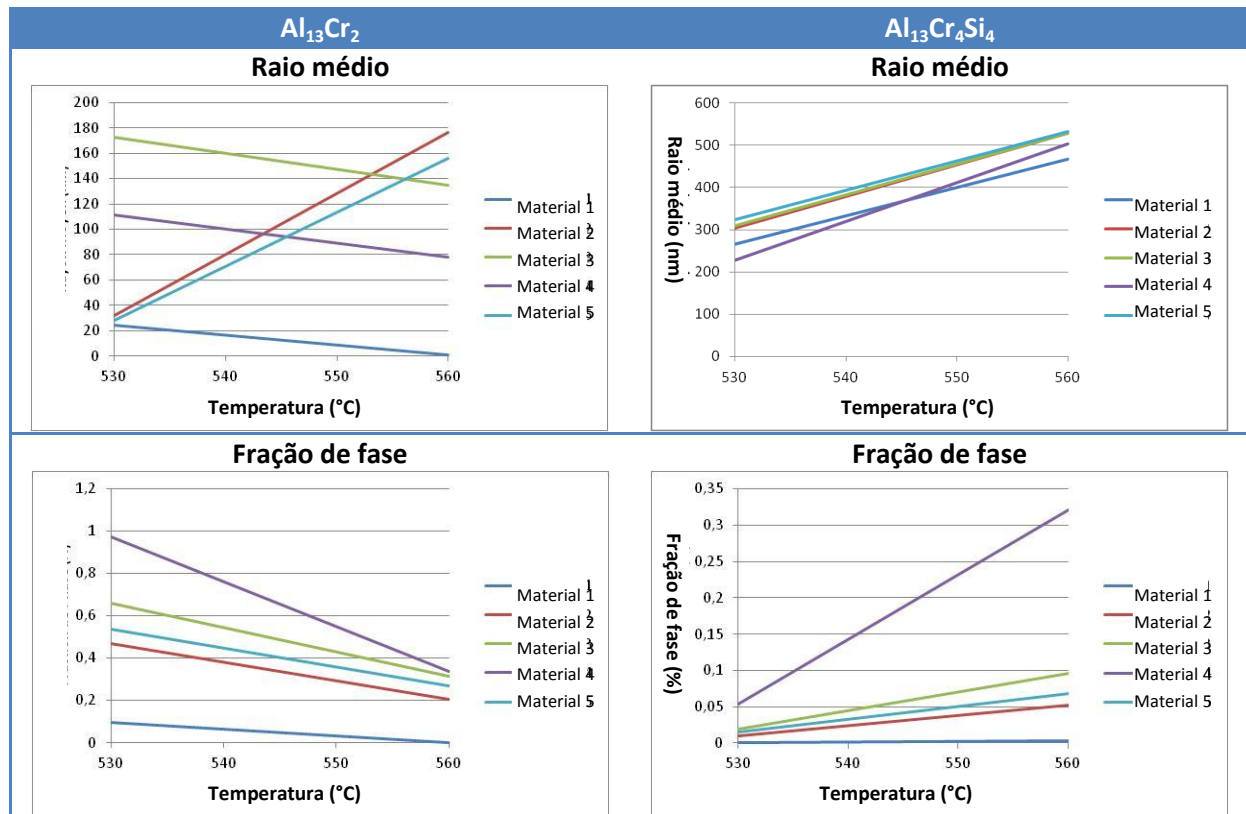 Al₁₃Cr₂
Al₁₃Cr₄Si₄
Raio médio
200
180
160
140
120
100
80
60
40
20
0
530
540
550
560
Temperatura (°C)
Material 1
Material 2
Material 3
Material 4
Material 5
Raio médio
Raio médio (nm)
600
500
400
300
200
100
0
530
540
550
560
Temperatura (°C)
Material 1
Material 2
Material 3
Material 4
Material 5
Fração de fase
1,2
1
0,8
0,6
0,4
0,2
0
530
540
550
560
Temperatura (°C)
Material 1
Material 2
Material 3
Material 4
Material 5
Fração de fase
Fração de fase (%)
0,35
0,3
0,25
0,2
0,15
0,1
0,05
0
530
540
550
560
Temperatura (°C)
Material 1
Material 2
Material 3
Material 4
Material 5